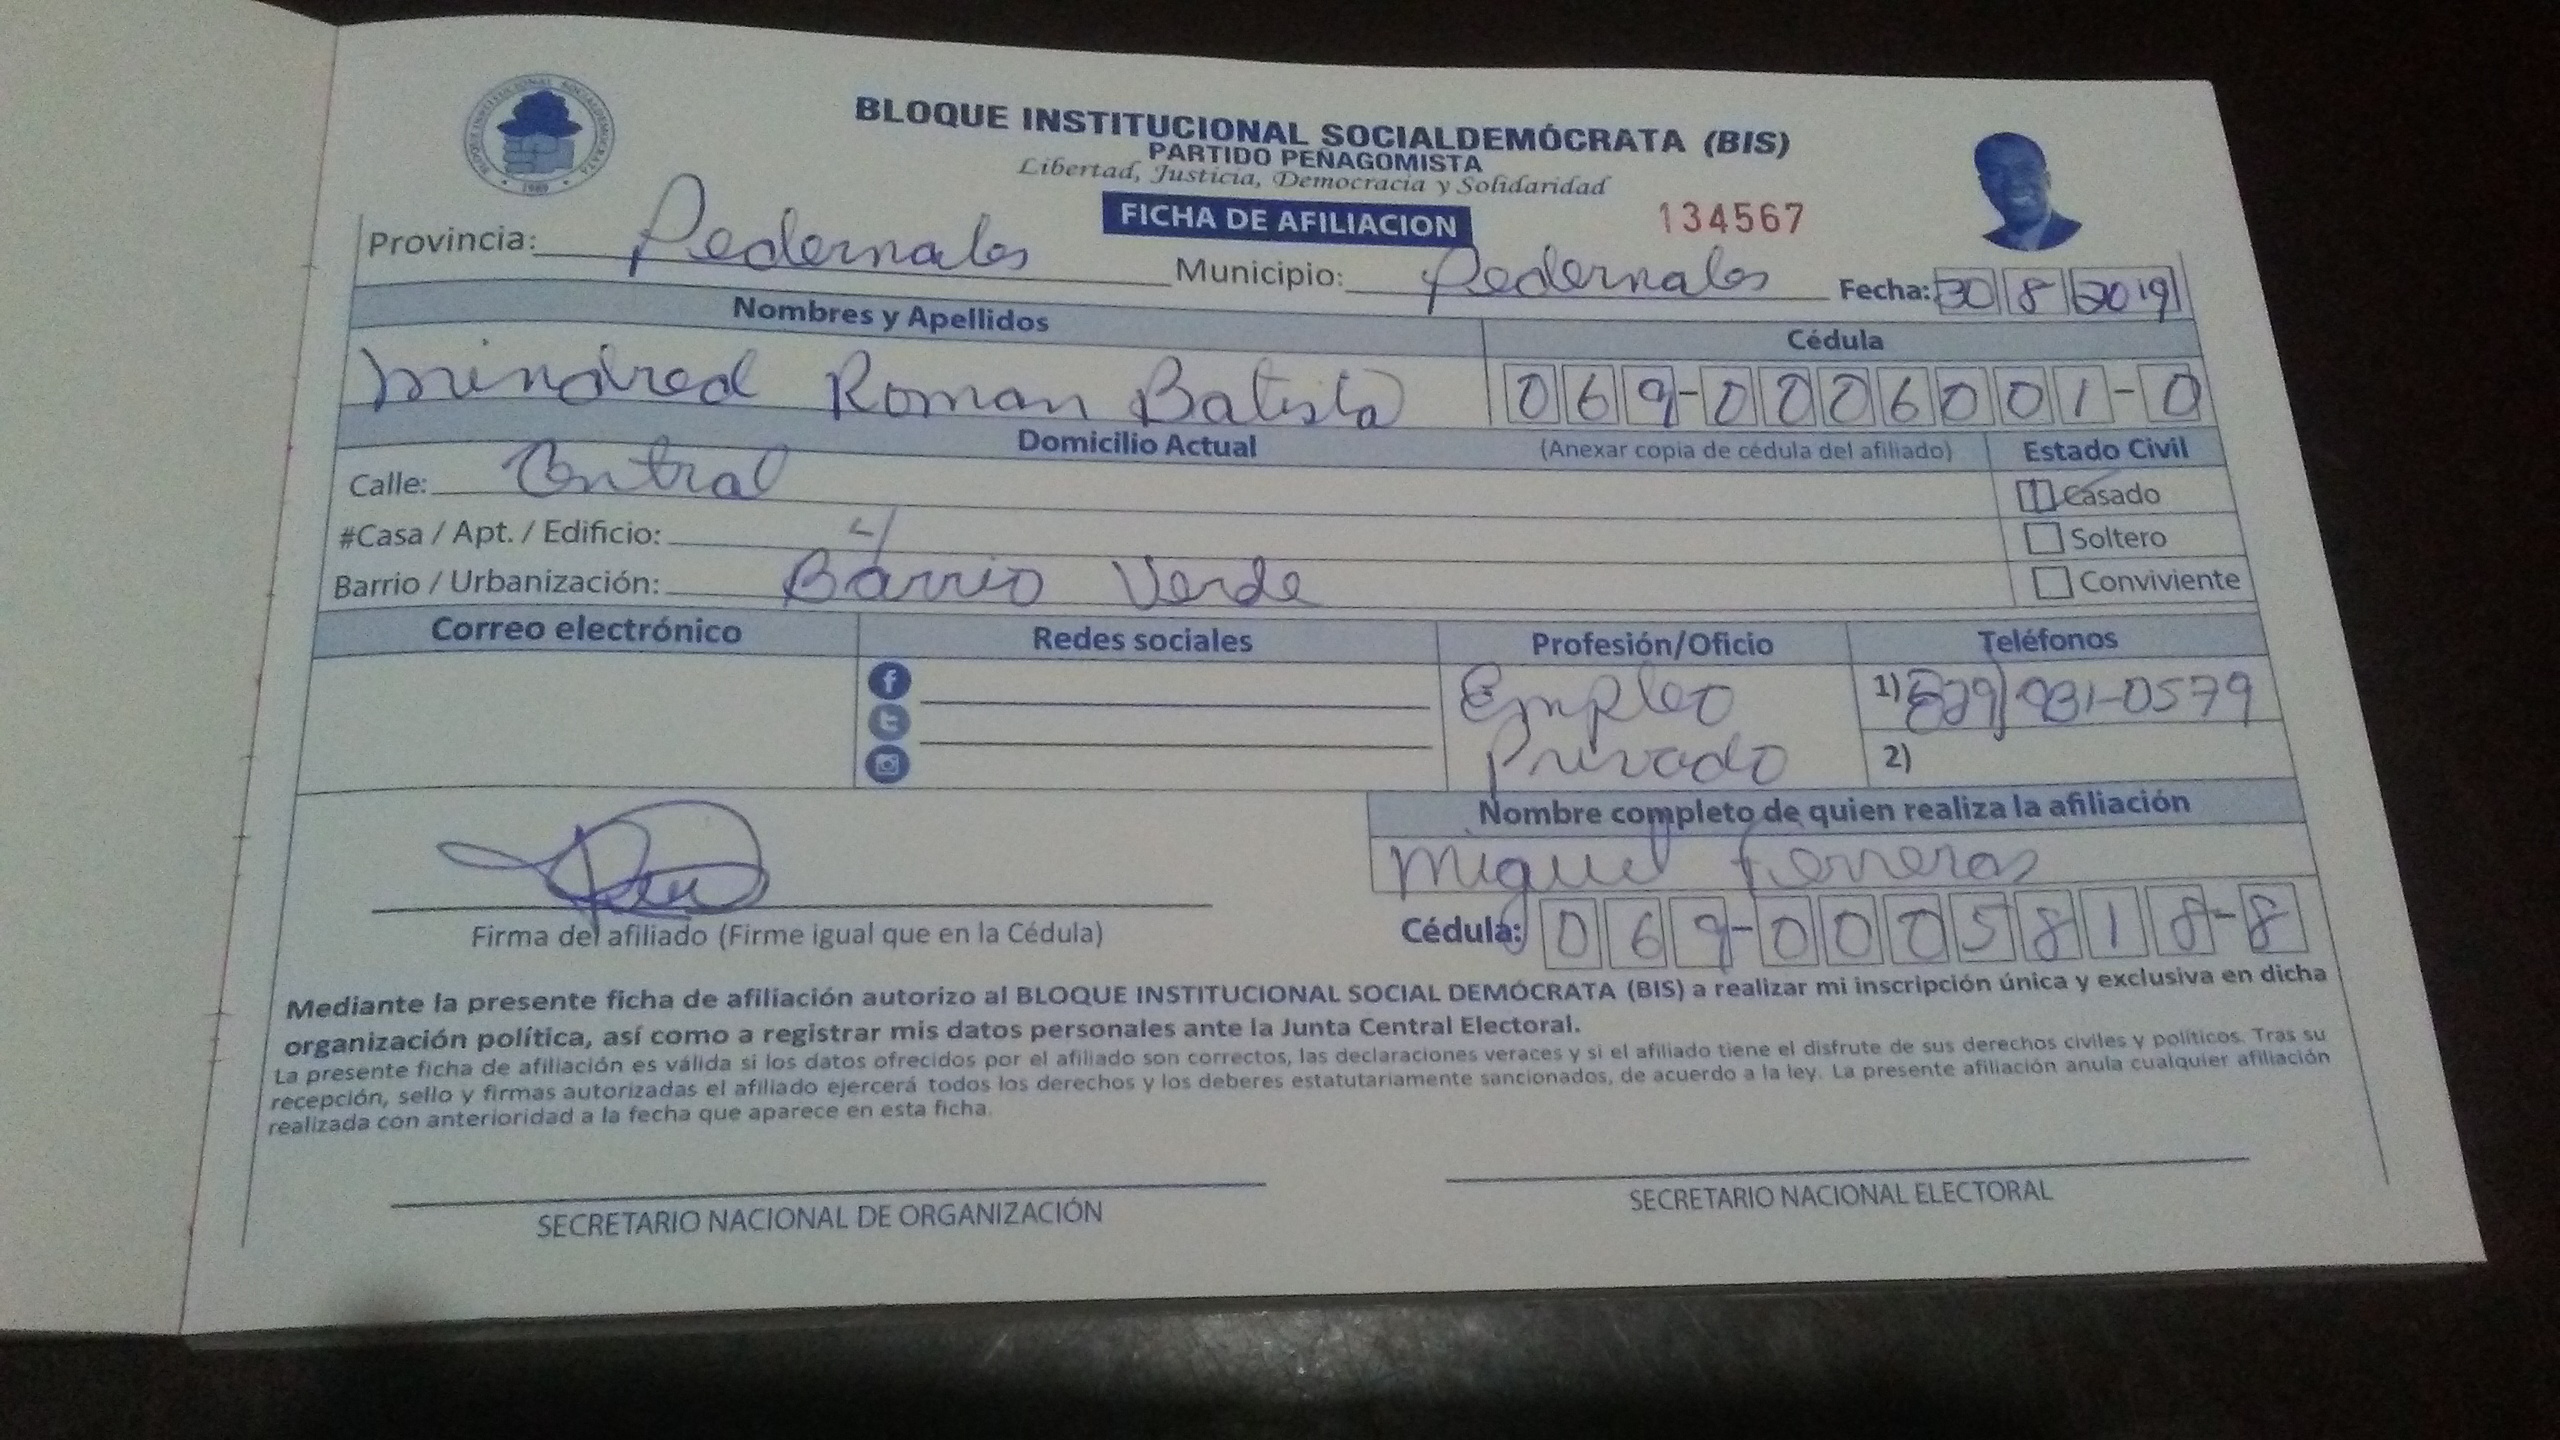 BLOQUE INSTITUCIONAL SOCIALDEMÓCRATA
1989
BLOQUE INSTITUCIONAL SOCIALDEMÓCRATA (BIS)
PARTIDO PEÑAGOMISTA
Libertad, Justicia, Democracia y Solidaridad
FICHA DE AFILIACION 134567
Provincia: Pedernales Municipio: Pedernales Fecha: 30 8 2019
Nombres y Apellidos Cédula
mindred Roman Batista 069-0006001-0
Domicilio Actual (Anexar copia de cédula del afiliado) Estado Civil
Calle: Central Casado
#Casa / Apt. / Edificio: Soltero
Barrio / Urbanización: Barrio Verde Conviviente
Correo electrónico Redes sociales Profesión/Oficio Teléfonos
Empleo 1) 829) 931-0579
Privado 2)
Nombre completo de quien realiza la afiliación
Miguel Ferreras
Firma del afiliado (Firme igual que en la Cédula) Cédula: 069-0005818-8
Mediante la presente ficha de afiliación autorizo al BLOQUE INSTITUCIONAL SOCIAL DEMÓCRATA (BIS) a realizar mi inscripción única y exclusiva en dicha
organización política, así como a registrar mis datos personales ante la Junta Central Electoral.
La presente ficha de afiliación es válida si los datos ofrecidos por el afiliado son correctos, las declaraciones veraces y si el afiliado tiene el disfrute de sus derechos civiles y políticos. Tras su
recepción, sello y firmas autorizadas el afiliado ejercerá todos los derechos y los deberes estatutariamente sancionados, de acuerdo a la ley. La presente afiliación anula cualquier afiliación
realizada con anterioridad a la fecha que aparece en esta ficha.
SECRETARIO NACIONAL DE ORGANIZACIÓN SECRETARIO NACIONAL ELECTORAL